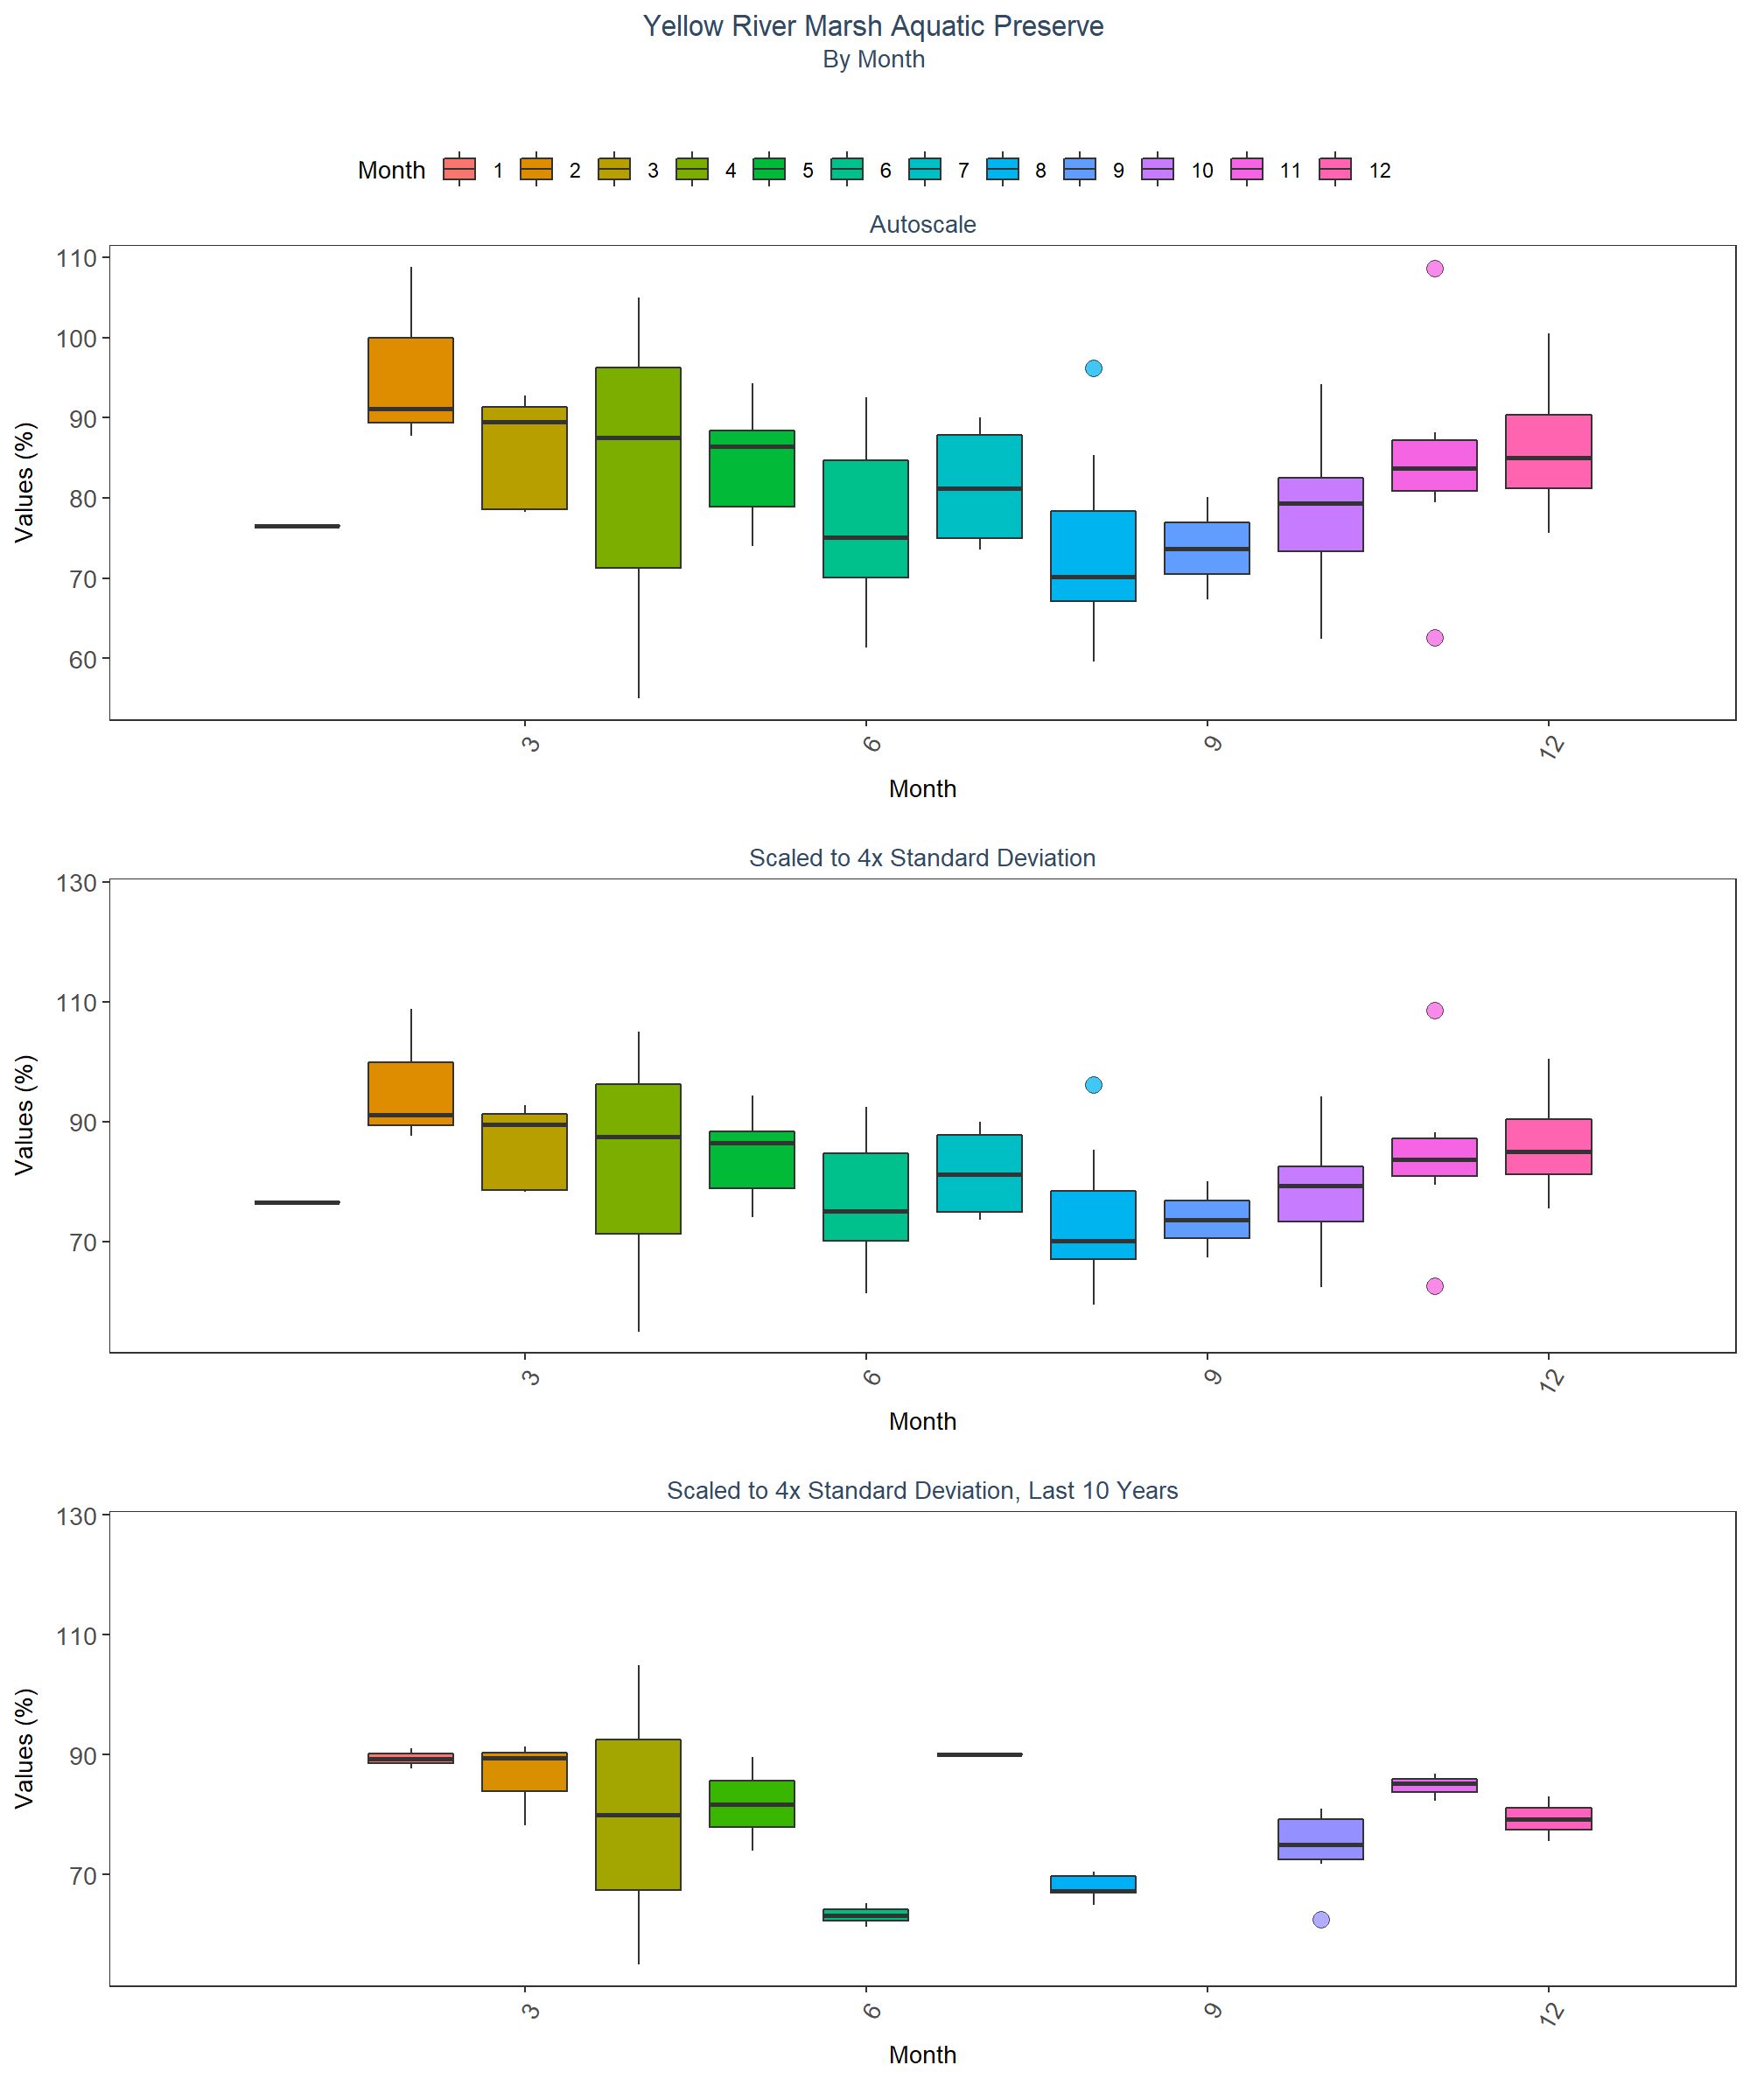 Yellow River Marsh Aquatic Preserve
By Month
Month 1 2 3 4 5 6 7 8 9 10 11 12
Autoscale
110
100
90
80
70
60
Values (%)
3 6 9 12
Month
Scaled to 4x Standard Deviation
130
110
90
70
Values (%)
3 6 9 12
Month
Scaled to 4x Standard Deviation, Last 10 Years
130
110
90
70
Values (%)
3 6 9 12
Month